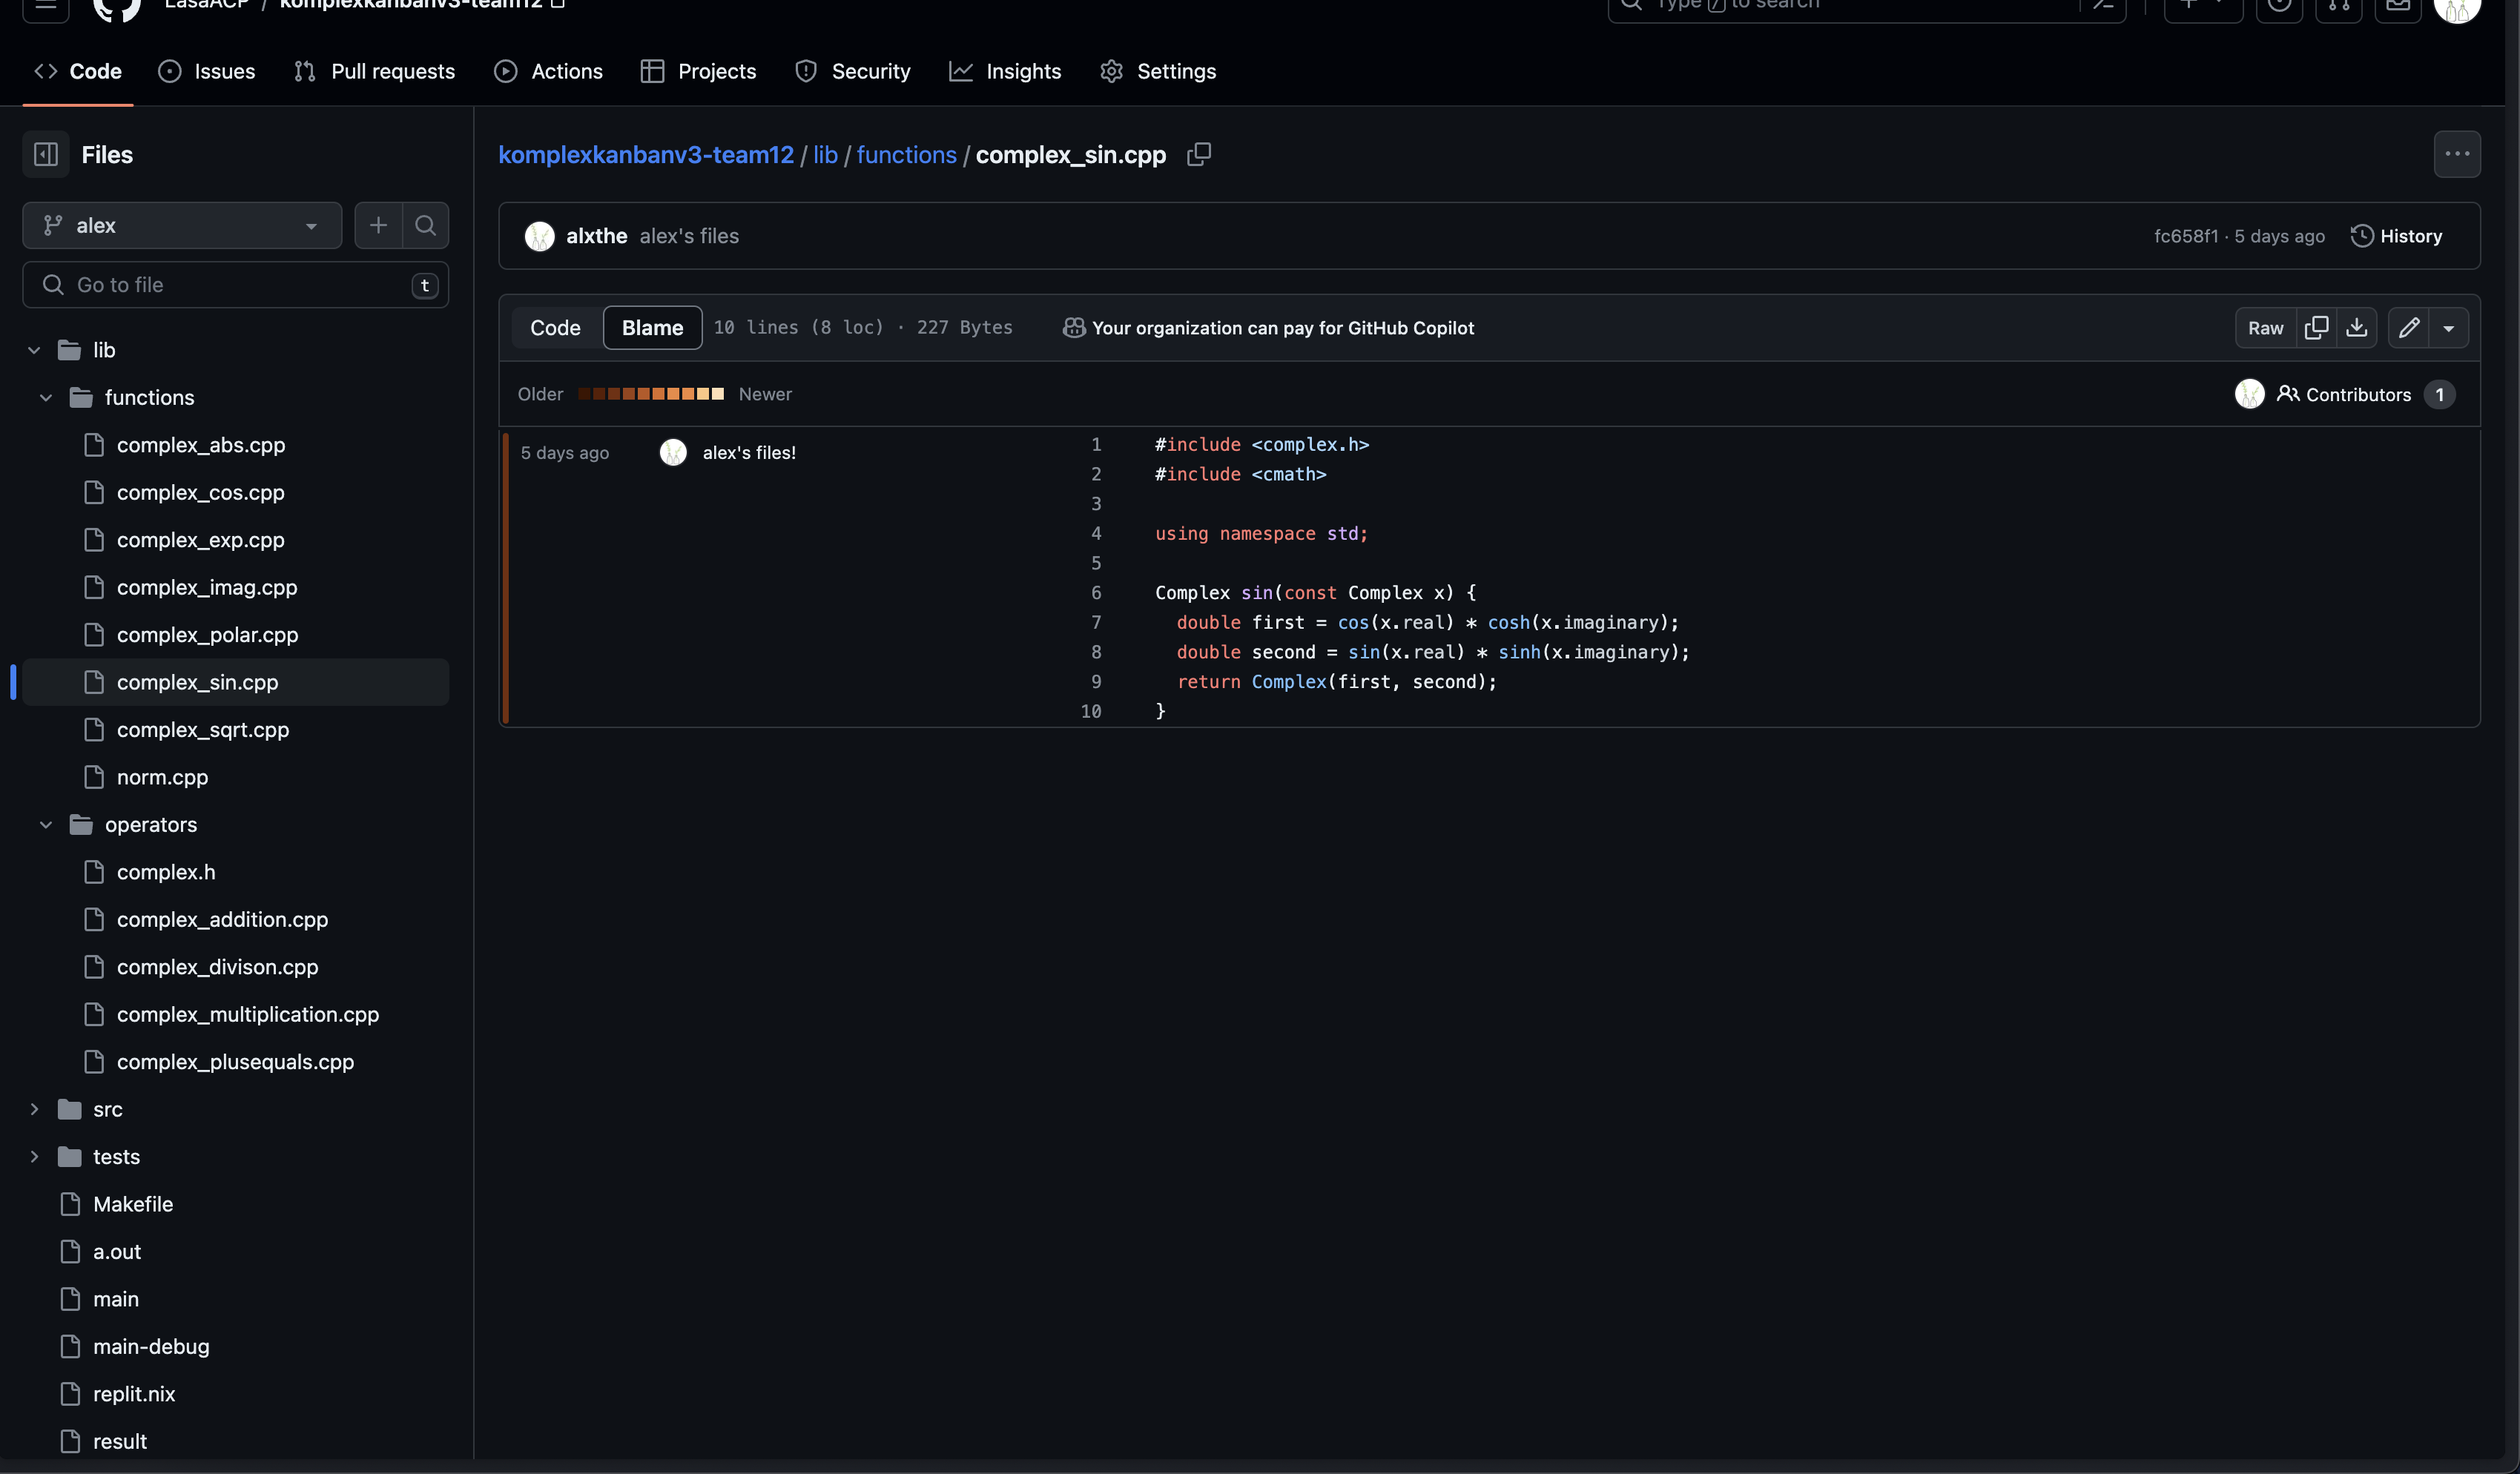 LasaACP / komplexkanbanv3-team12
Type / to search
Code Issues Pull requests Actions Projects Security Insights Settings
Files
alex
Go to file t
lib
functions
complex_abs.cpp
complex_cos.cpp
complex_exp.cpp
complex_imag.cpp
complex_polar.cpp
complex_sin.cpp
complex_sqrt.cpp
norm.cpp
operators
complex.h
complex_addition.cpp
complex_divison.cpp
complex_multiplication.cpp
complex_plusequals.cpp
src
tests
Makefile
a.out
main
main-debug
replit.nix
result
komplexkanbanv3-team12 / lib / functions / complex_sin.cpp
alxthe alex's files fc658f1 · 5 days ago History
Code Blame 10 lines (8 loc) · 227 Bytes Your organization can pay for GitHub Copilot Raw
Older Newer Contributors 1
5 days ago alex's files!
1 #include <complex.h>
2 #include <cmath>
3
4 using namespace std;
5
6 Complex sin(const Complex x) {
7 double first = cos(x.real) * cosh(x.imaginary);
8 double second = sin(x.real) * sinh(x.imaginary);
9 return Complex(first, second);
10 }